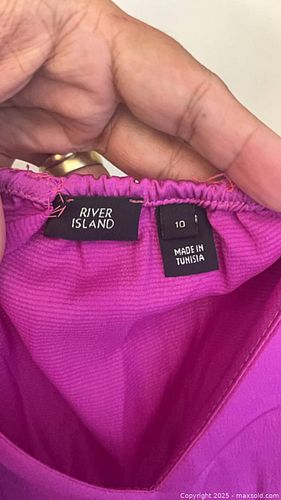 RIVER
ISLAND
10
MADE IN
TUNISIA
Copyright © 2025 - maxsold.com